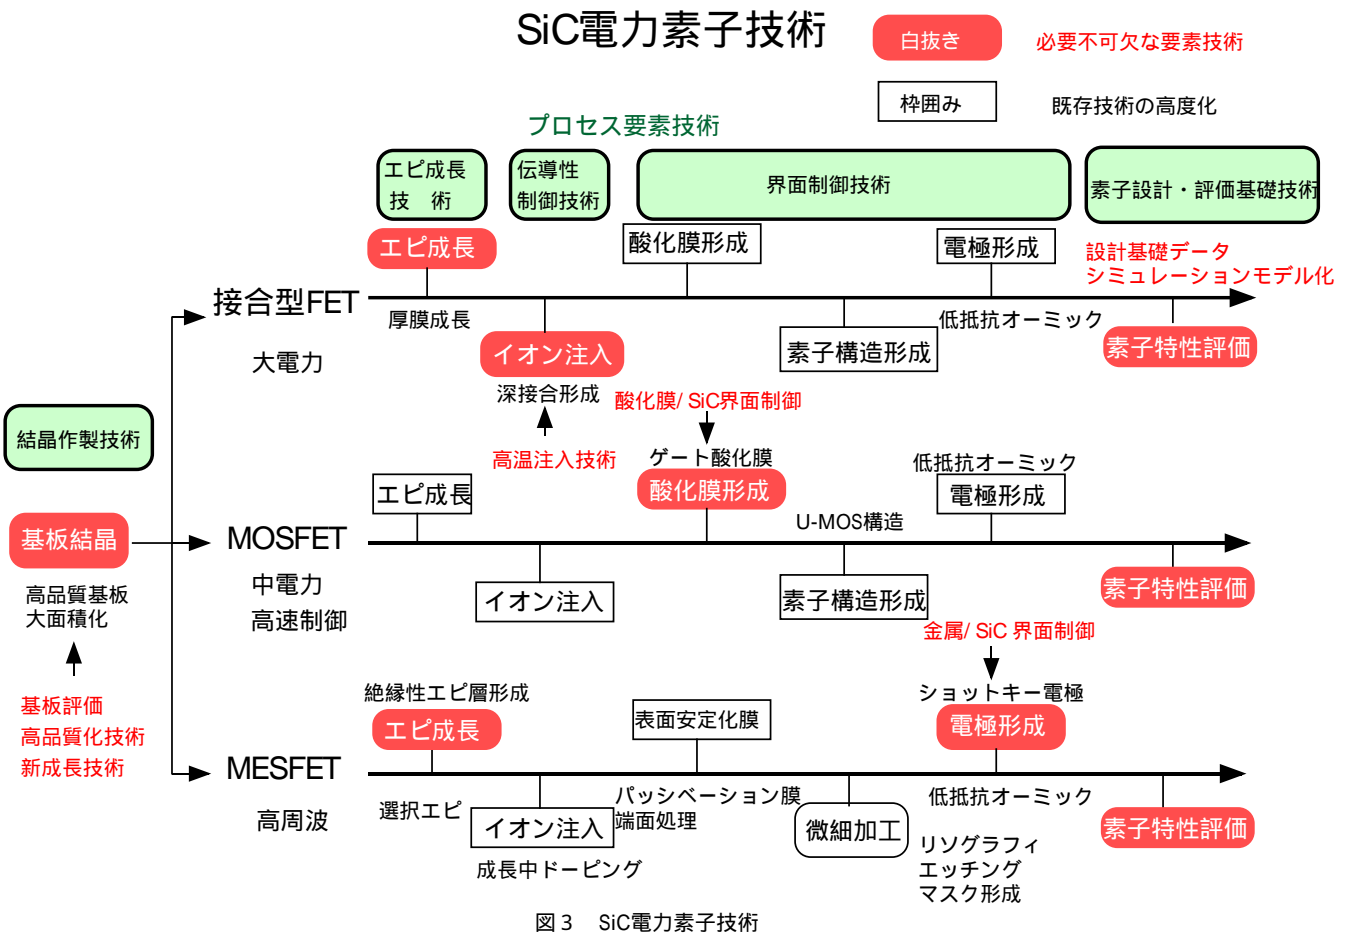 SiC電力素子技術
白抜き
必要不可欠な要素技術
枠囲み
既存技術の高度化
プロセス要素技術
エピ成長
技　術
伝導性
制御技術
界面制御技術
素子設計・評価基礎技術
エピ成長
酸化膜形成
電極形成
設計基礎データ
シミュレーションモデル化
接合型FET
厚膜成長
低抵抗オーミック
大電力
イオン注入
素子構造形成
素子特性評価
深接合形成
酸化膜/ SiC界面制御
結晶作製技術
高温注入技術
ゲート酸化膜
低抵抗オーミック
エピ成長
酸化膜形成
電極形成
U-MOS構造
基板結晶
MOSFET
中電力
高速制御
イオン注入
素子構造形成
素子特性評価
高品質基板
大面積化
金属/ SiC 界面制御
基板評価
高品質化技術
新成長技術
絶縁性エピ層形成
ショットキー電極
エピ成長
表面安定化膜
電極形成
MESFET
高周波
選択エピ
パッシベーション膜
端面処理
低抵抗オーミック
イオン注入
微細加工
素子特性評価
成長中ドーピング
リソグラフィ
エッチング
マスク形成
図３　SiC電力素子技術